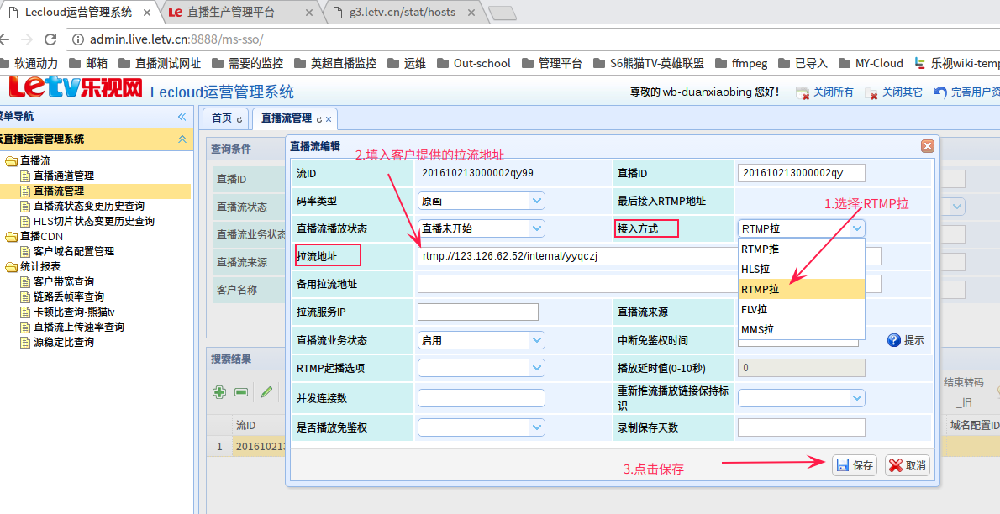 Lecloud运营管理系统
直播生产管理平台
g3.letv.cn/stat/hosts
admin.live.letv.cn:8888/ms-sso/
软通动力 邮箱 直播测试网址 需要的监控 英超直播监控 运维 Out-school 管理平台 S6熊猫TV-英雄联盟 ffmpeg 已导入 MY-Cloud 乐视wiki-temp
Letv乐视网 Lecloud运营管理系统 尊敬的 wb-duanxiaobing 您好! 关闭所有 关闭其它 完善用户资
菜单导航
云直播运营管理系统
直播流
直播通道管理
直播流管理
直播流状态变更历史查询
HLS切片状态变更历史查询
直播CDN
客户域名配置管理
统计报表
客户带宽查询
链路丢帧率查询
卡顿比查询-熊猫tv
直播流上传速率查询
源稳定比查询
首页 直播流管理
查询条件
直播ID
直播流状态
直播流业务状态
直播流来源
客户名称
搜索结果
流ID
1 201610213
结束转码
_旧
域名配置ID
直播流编辑
2.填入客户提供的拉流地址
流ID 201610213000002qy99 直播ID 201610213000002qy
码率类型 原画 最后接入RTMP地址
1.选择:RTMP拉
直播流播放状态 直播未开始 接入方式 RTMP拉
RTMP推
HLS拉
RTMP拉
FLV拉
MMS拉
拉流地址 rtmp://123.126.62.52/internal/yyqczj
备用拉流地址
拉流服务IP 直播流来源
直播流业务状态 启用 中断免鉴权时间 提示
RTMP起播选项 播放延时值(0-10秒) 0
并发连接数 重新推流播放链接保持标识
是否播放免鉴权 录制保存天数
3.点击保存 保存 取消